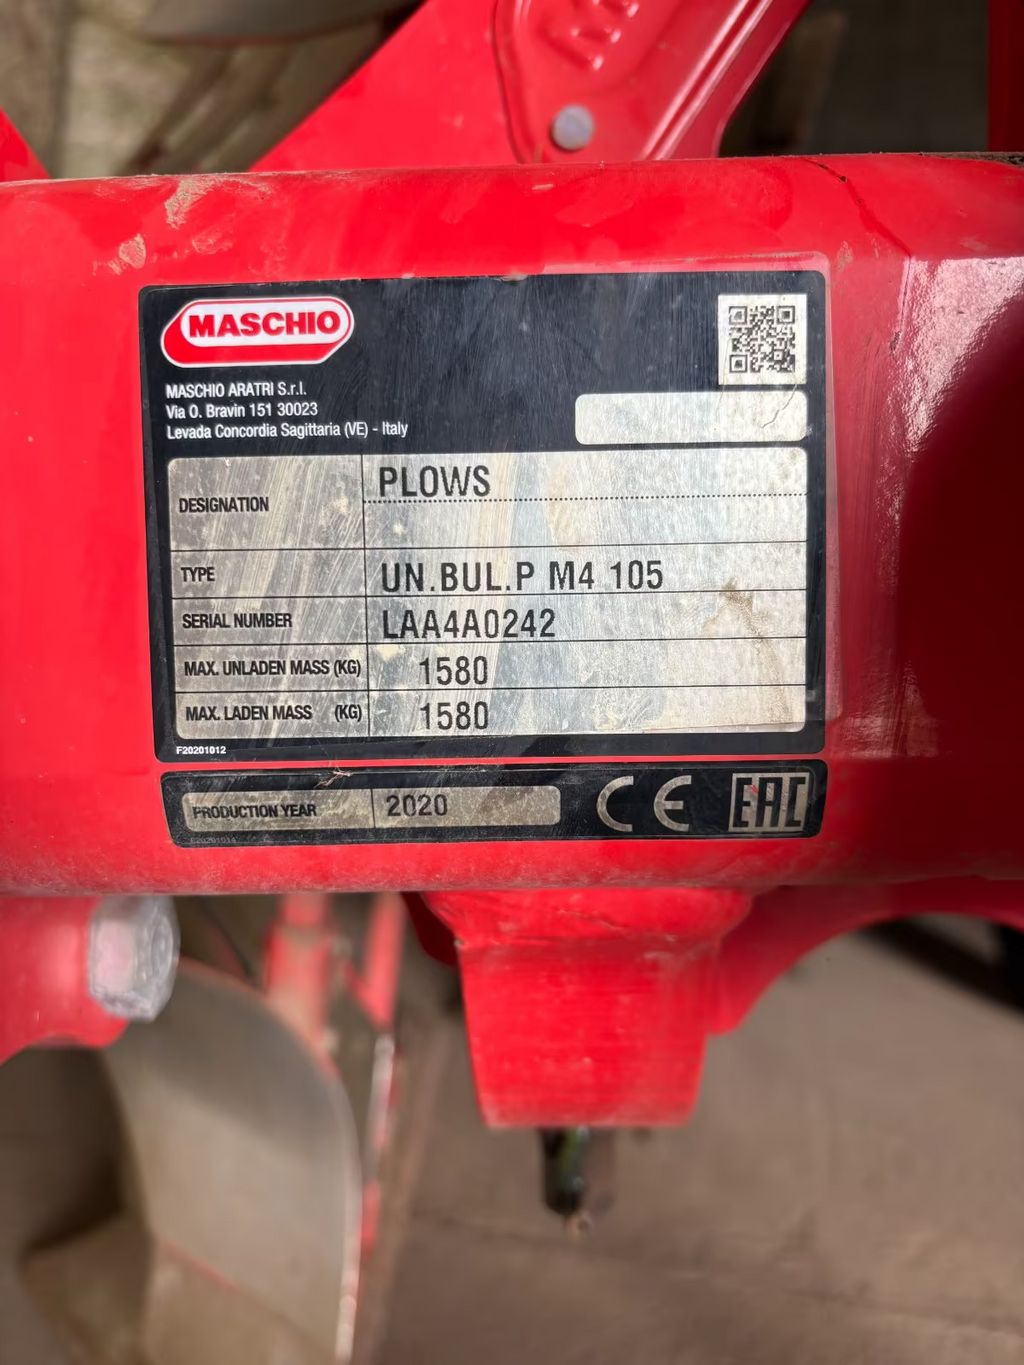 MASCHIO
MASCHIO ARATRI S.r.l.
Via O. Bravin 151 30023
Levada Concordia Sagittaria (VE) - Italy
DESIGNATION PLOWS
TYPE UN.BUL.P M4 105
SERIAL NUMBER LAA4A0242
MAX. UNLADEN MASS (KG) 1580
MAX. LADEN MASS (KG) 1580
F20201012
PRODUCTION YEAR 2020 CE EAC